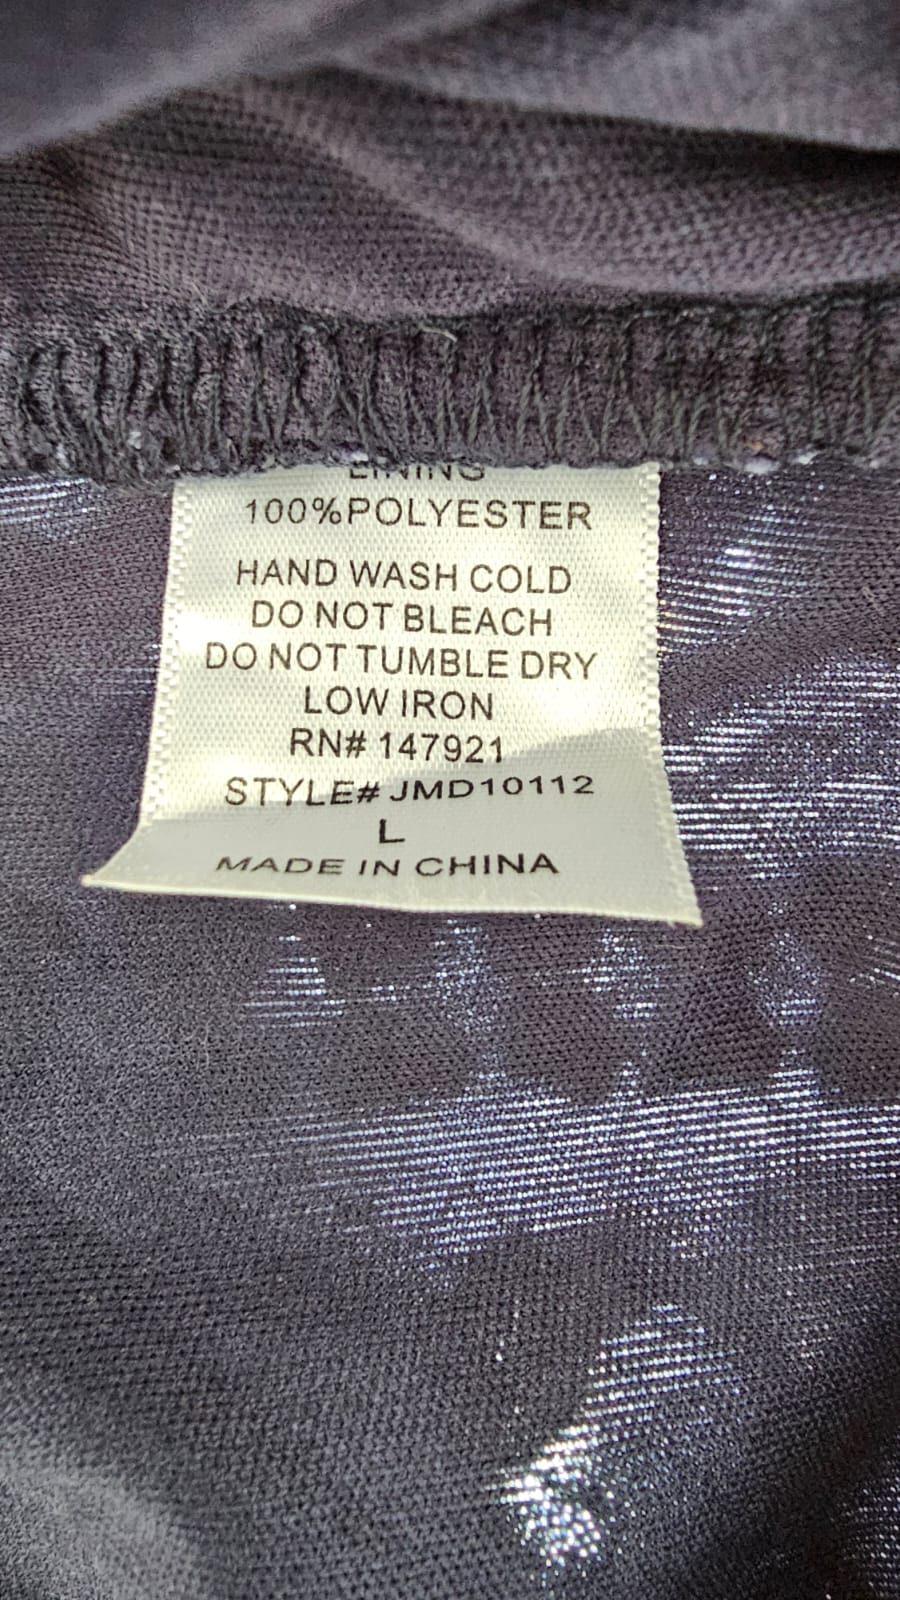 LINING
100%POLYESTER
HAND WASH COLD
DO NOT BLEACH
DO NOT TUMBLE DRY
LOW IRON
RN# 147921
STYLE# JMD10112
L
MADE IN CHINA